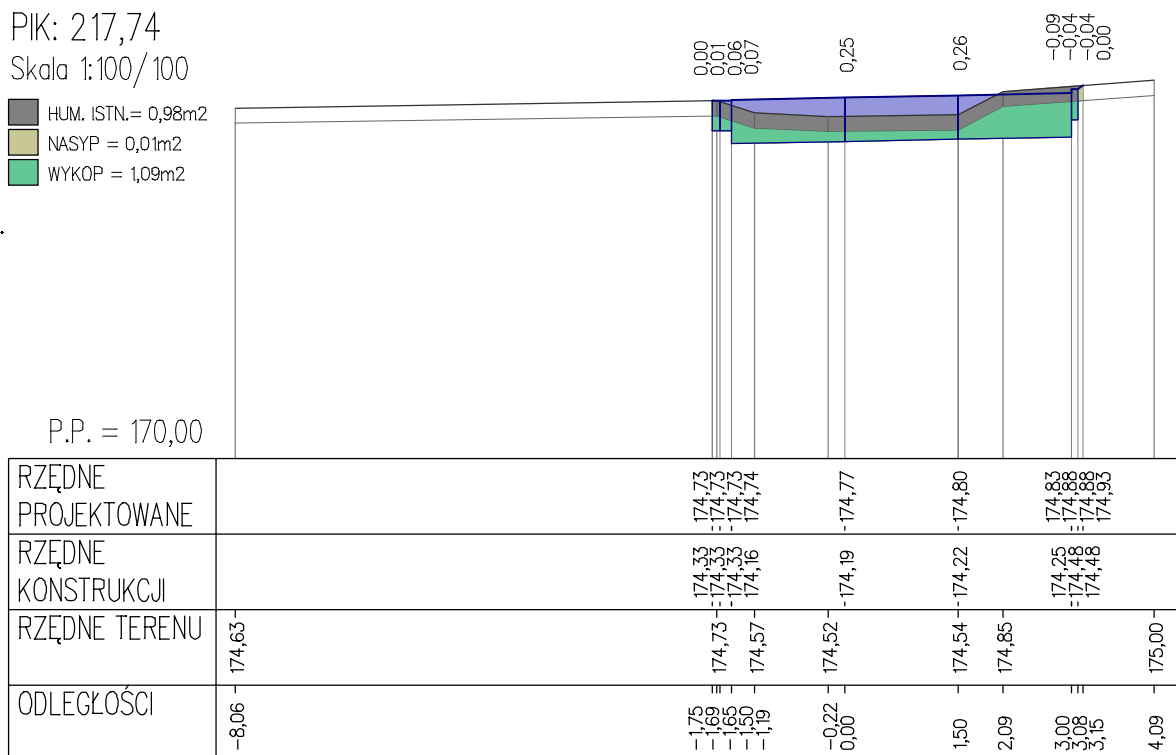 PIK: 217,74
Skala 1:100/100
HUM. ISTN.= 0,98m2
NASYP = 0,01m2
WYKOP = 1,09m2
0,00 0,01 0,06 0,07 0,25 0,26 -0,09 -0,04 -0,04 0,00
P.P. = 170,00
RZĘDNE PROJEKTOWANE
174,73 174,73 174,73 174,74 174,77 174,80 174,83 174,88 174,88 174,93
RZĘDNE KONSTRUKCJI
174,33 174,33 174,33 174,16 174,19 174,22 174,25 174,48 174,48
RZĘDNE TERENU
174,63 174,73 174,57 174,52 174,54 174,85 175,00
ODLEGŁOŚCI
-8,06 -1,75 -1,69 -1,65 -1,50 -1,19 -0,22 0,00 1,50 2,09 3,00 3,08 3,15 4,09